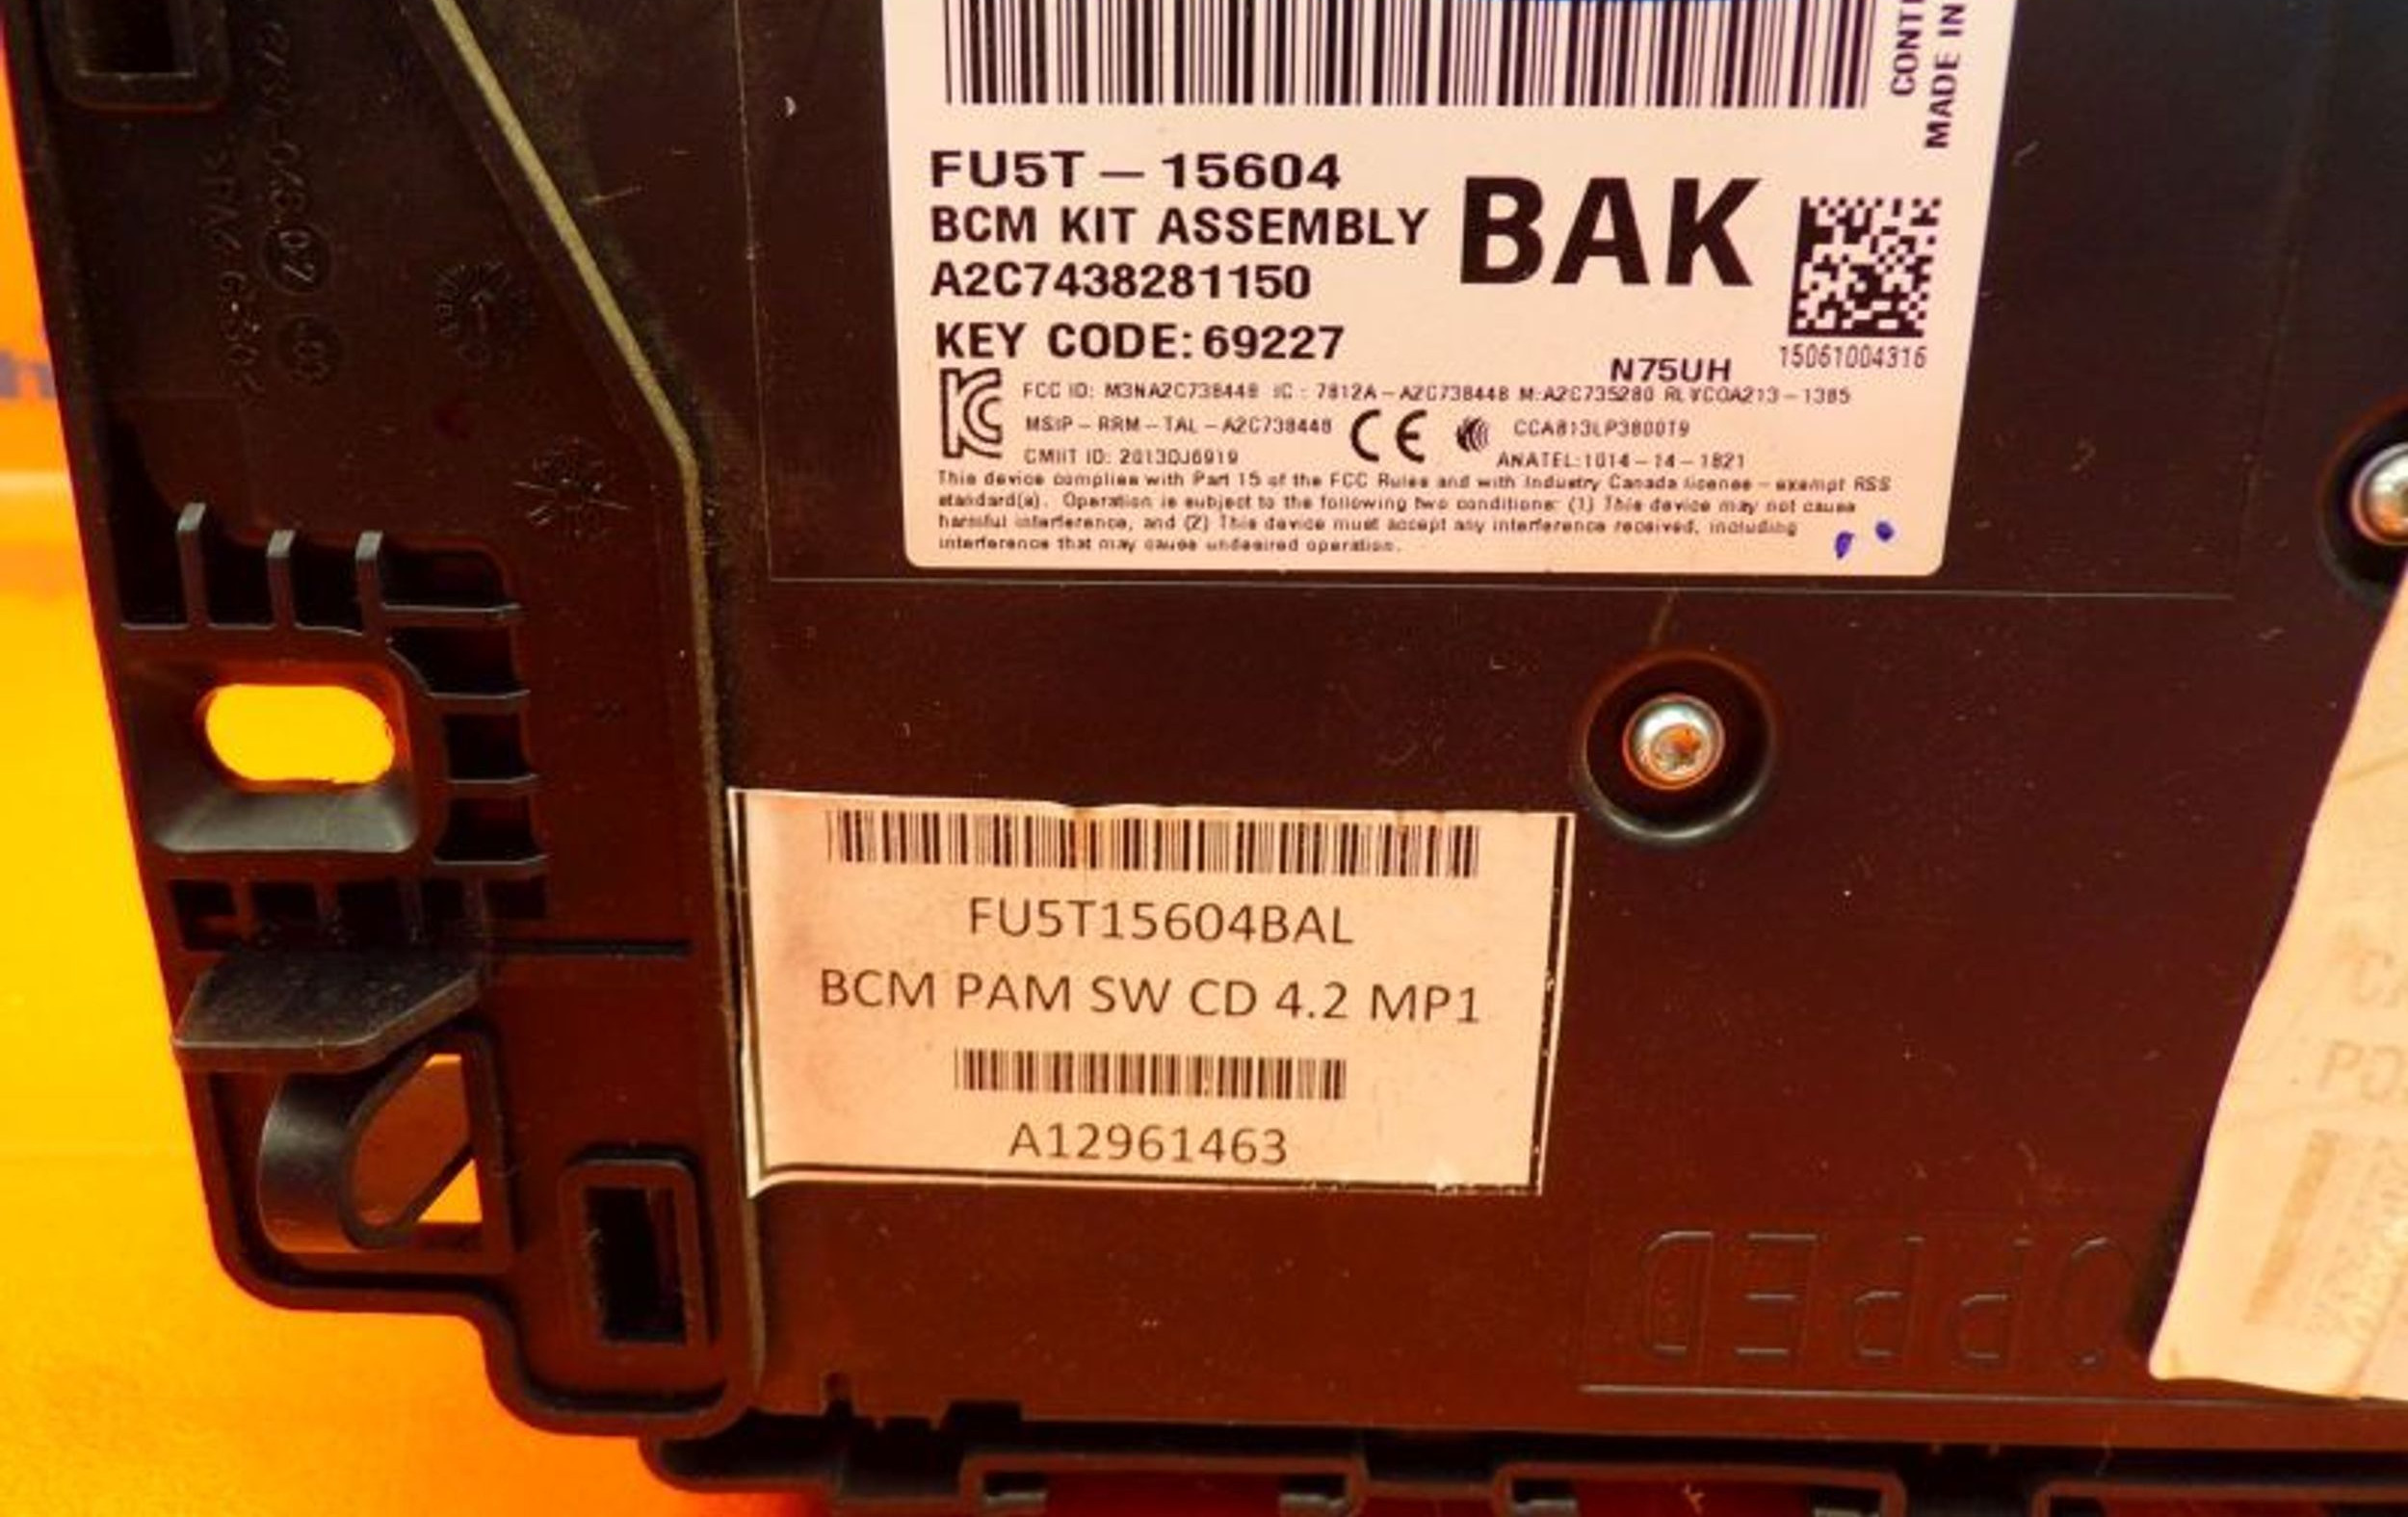 MADE IN
FU5T – 15604
BCM KIT ASSEMBLY
BAK
A2C7438281150
KEY CODE: 69227
N75UH
15061004316
FCC ID: M3NA2C738448 IC : 7812A – A2C738448 M:A2C735280 RLVCOA213 – 1385
MSIP – RRM – TAL – A2C738448
CE
CCAB13LP3800T9
CMIIT ID: 2013DJ6919
ANATEL:1014 – 14 – 1821
This device complies with Part 15 of the FCC Rules and with Industry Canada license – exempt RSS
standard(s). Operation is subject to the following two conditions: (1) This device may not cause
harmful interference, and (2) This device must accept any interference received, including
interference that may cause undesired operation.
FU5T15604BAL
BCM PAM SW CD 4.2 MP1
A12961463